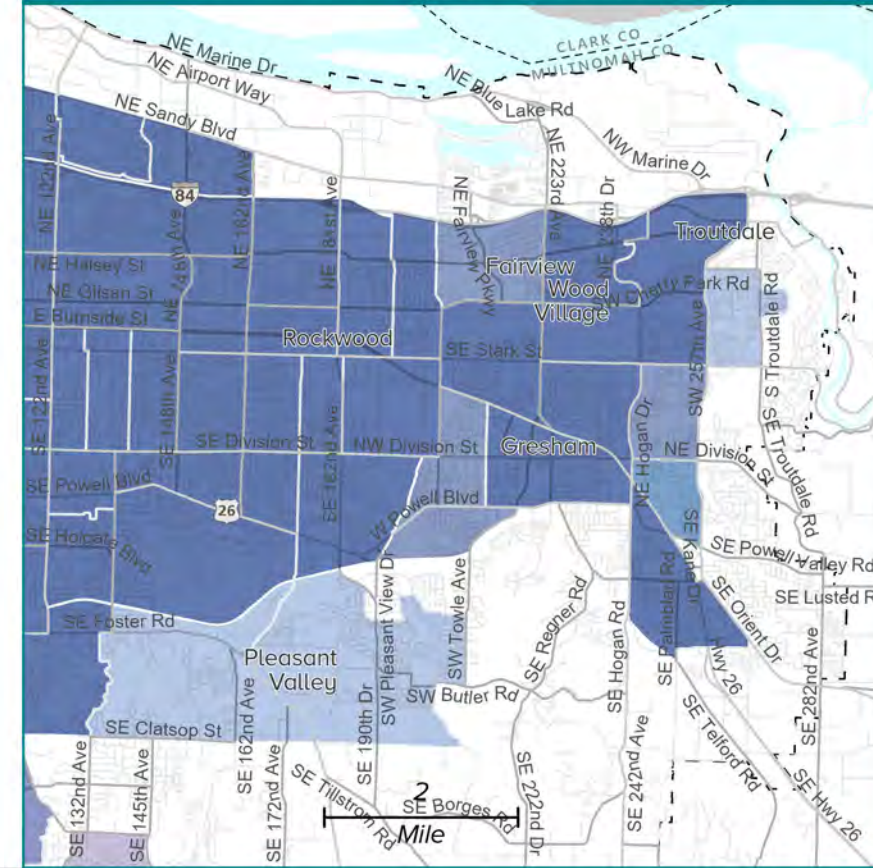 CLARK CO
MULTNOMAH CO
NE Marine Dr
NE Airport Way
NE Blue
Lake Rd
NE Sandy Blvd
NW Marine Dr
NE 122nd Ave
84
NE 148th Ave
NE 162nd Ave
NE 181st Ave
NE Fairview Pkwy
NE 223rd Ave
NE 238th Dr
Troutdale
NE Halsey St
Fairview
Wood
Village
NE Glisan St
SW Cherry Park Rd
E Burnside St
Rockwood
SE Stark St
SW 257th Ave
S Troutdale Rd
SE 122nd Ave
SE 148th Ave
SE Division St
NW Division St
Gresham
NE Hogan Dr
NE Division St
SE Troutdale Rd
SE Powell Blvd
26
SE 182nd Ave
W Powell Blvd
SE Holgate Blvd
SE Kane Dr
SE Powell Valley Rd
SE Lusted R
SE Foster Rd
SW Pleasant View Dr
SW Towle Ave
SE Regner Rd
SE Hogan Rd
SE Palmblad Rd
SE Orient Dr
Hwy 26
Pleasant
Valley
SE 162nd Ave
SE 190th Dr
SW Butler Rd
SE 282nd Ave
SE Clatsop St
SE 132nd Ave
SE 145th Ave
SE 172nd Ave
SE Tillstrom Rd
2
Mile
SE Borges Rd
SE 222nd Dr
SE 242nd Ave
SE Telford Rd
SE Hwy 26